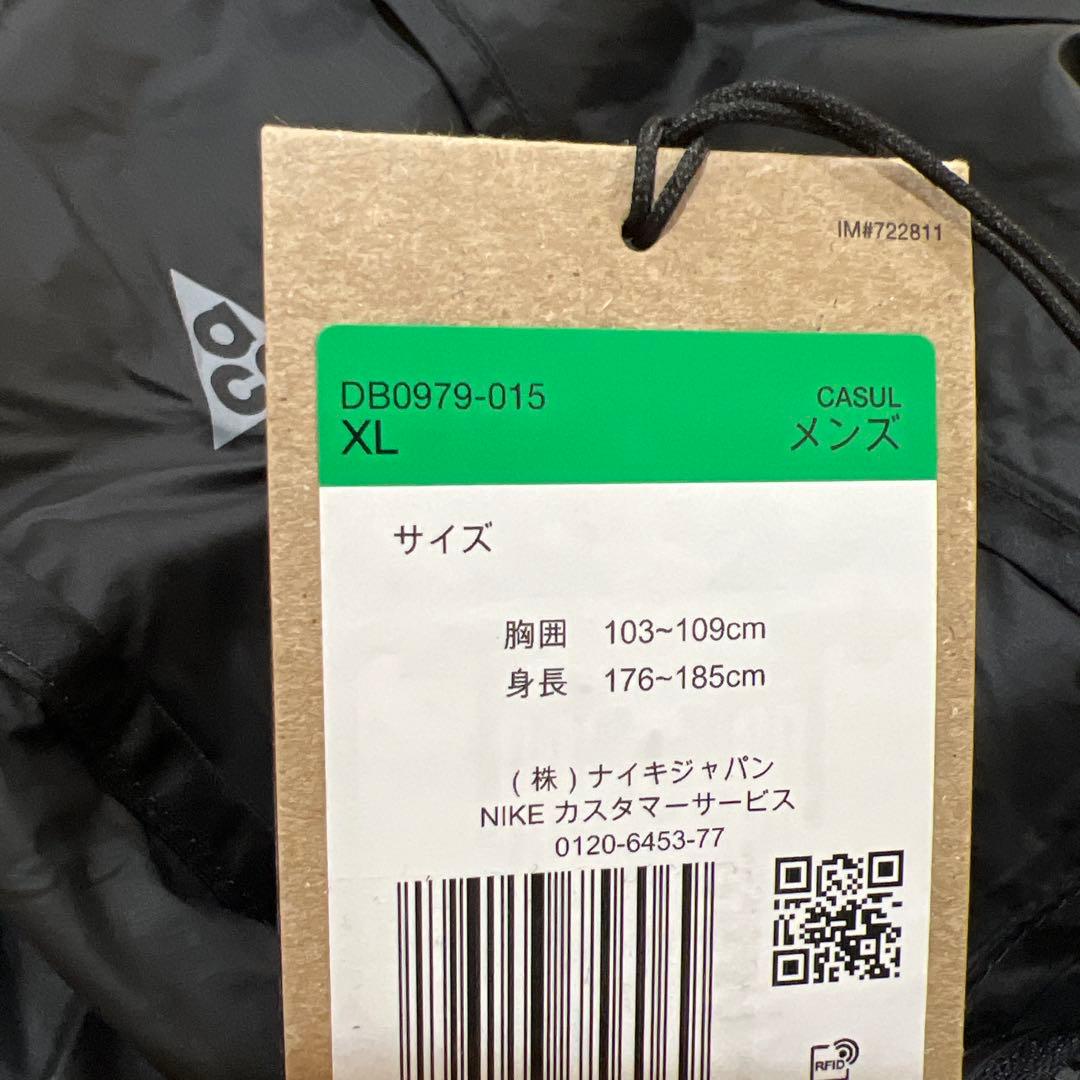 IM#722811
DB0979-015
CASUL
XL
メンズ
サイズ
胸囲 103~109cm
身長 176~185cm
(株)ナイキジャパン
NIKE カスタマーサービス
0120-6453-77
RFID